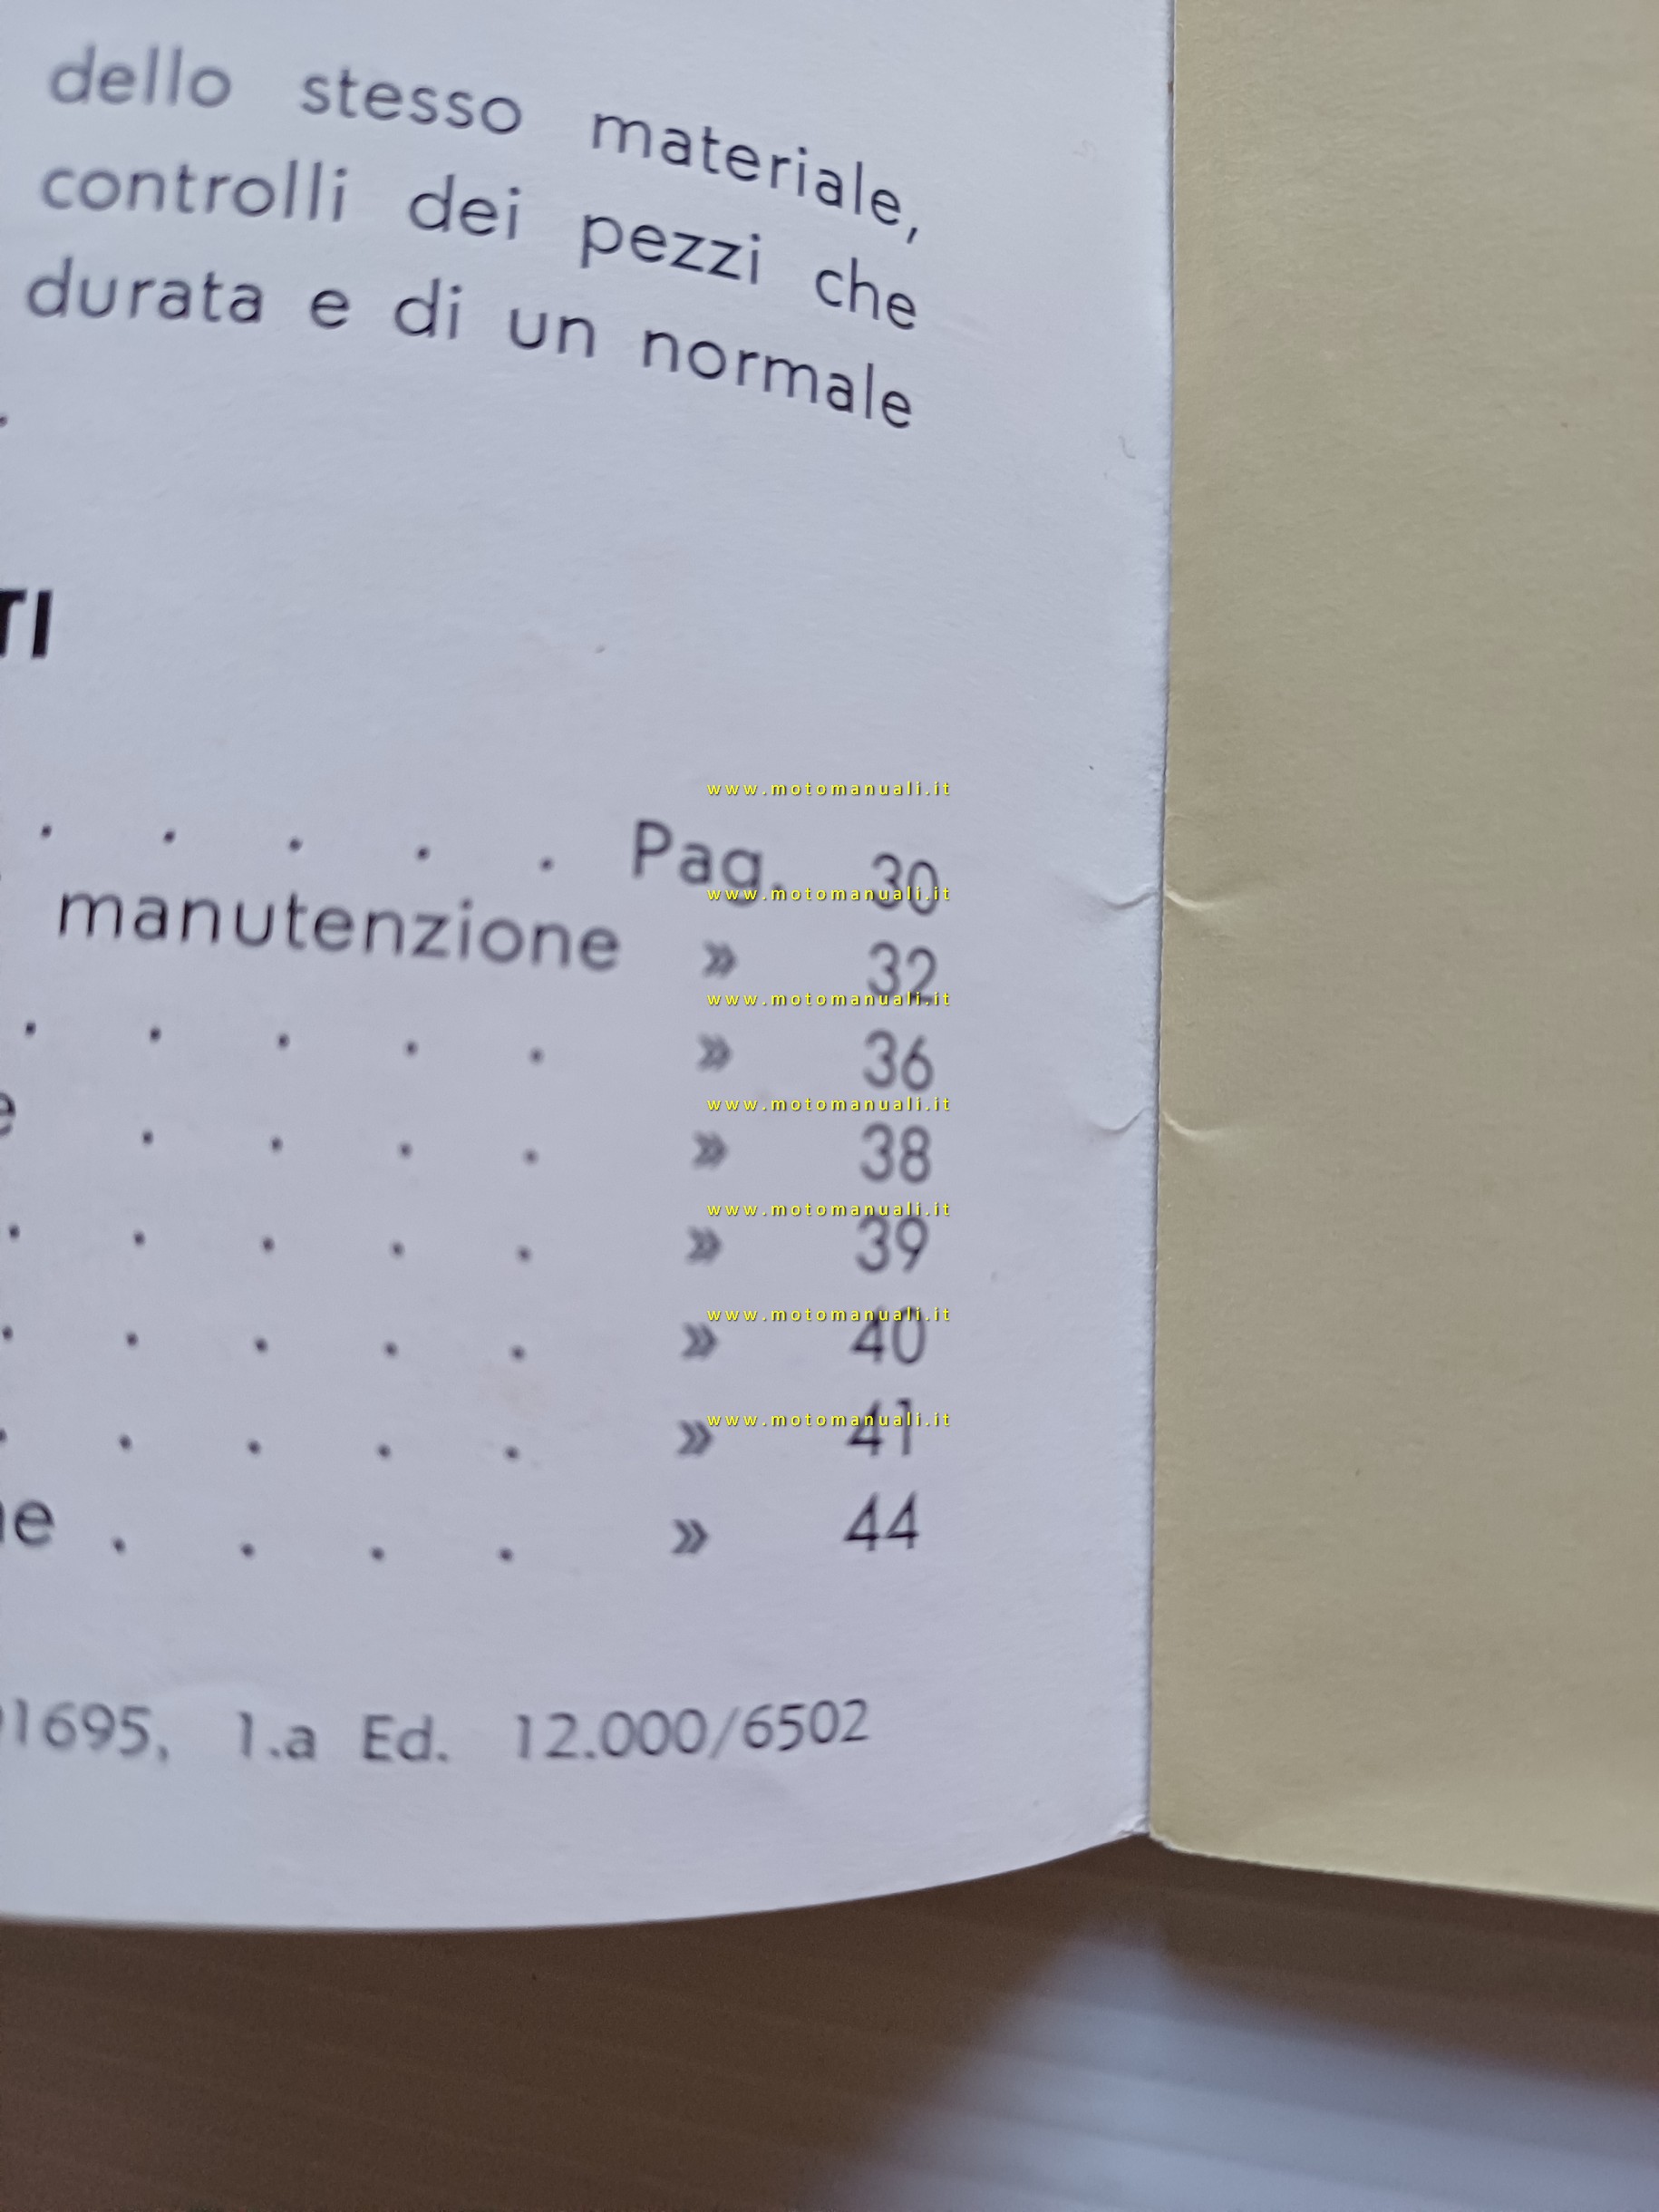 dello stesso materiale,
controlli dei pezzi che
durata e di un normale
TI
www.motomanuali.it
. . . . . Pag. 30
www.motomanuali.it
manutenzione » 32
www.motomanuali.it
. . . . . » 36
www.motomanuali.it
e . . . . » 38
www.motomanuali.it
. . . . . » 39
www.motomanuali.it
. . . . . » 40
www.motomanuali.it
. . . . . » 41
ne . . . . » 44
1695, 1.a Ed. 12.000/6502